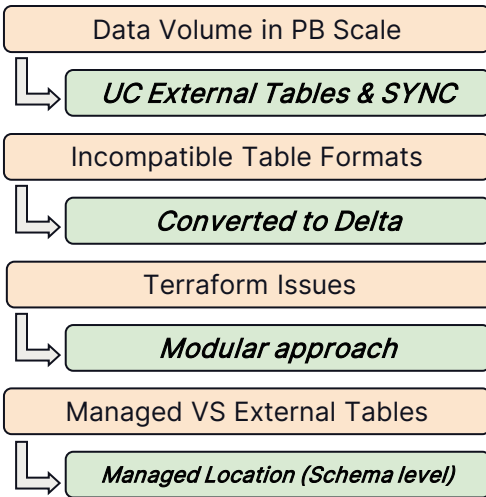 Data Volume in PB Scale
UC External Tables & SYNC
Incompatible Table Formats
Converted to Delta
Terraform Issues
Modular approach
Managed VS External Tables
Managed Location (Schema level)